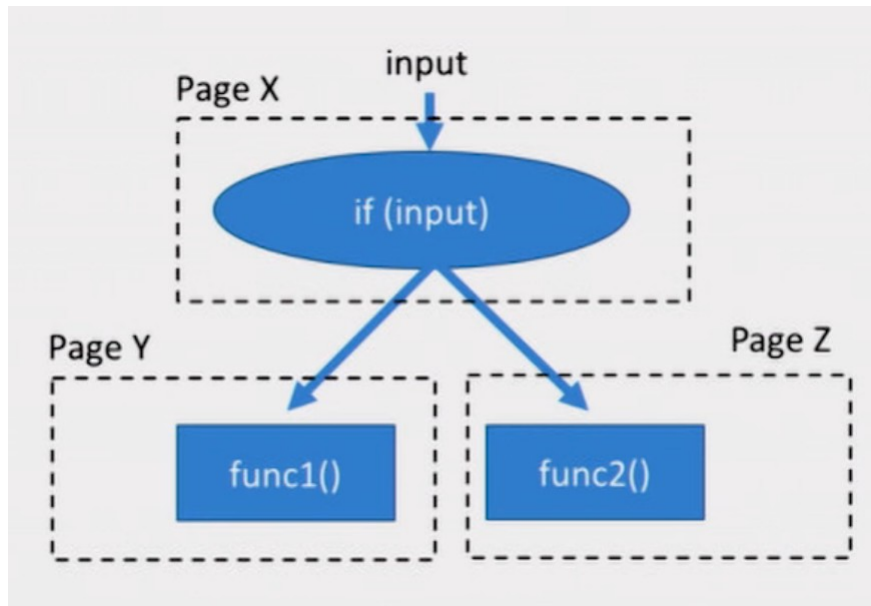 input
Page X
if (input)
Page Y
Page Z
func1()
func2()